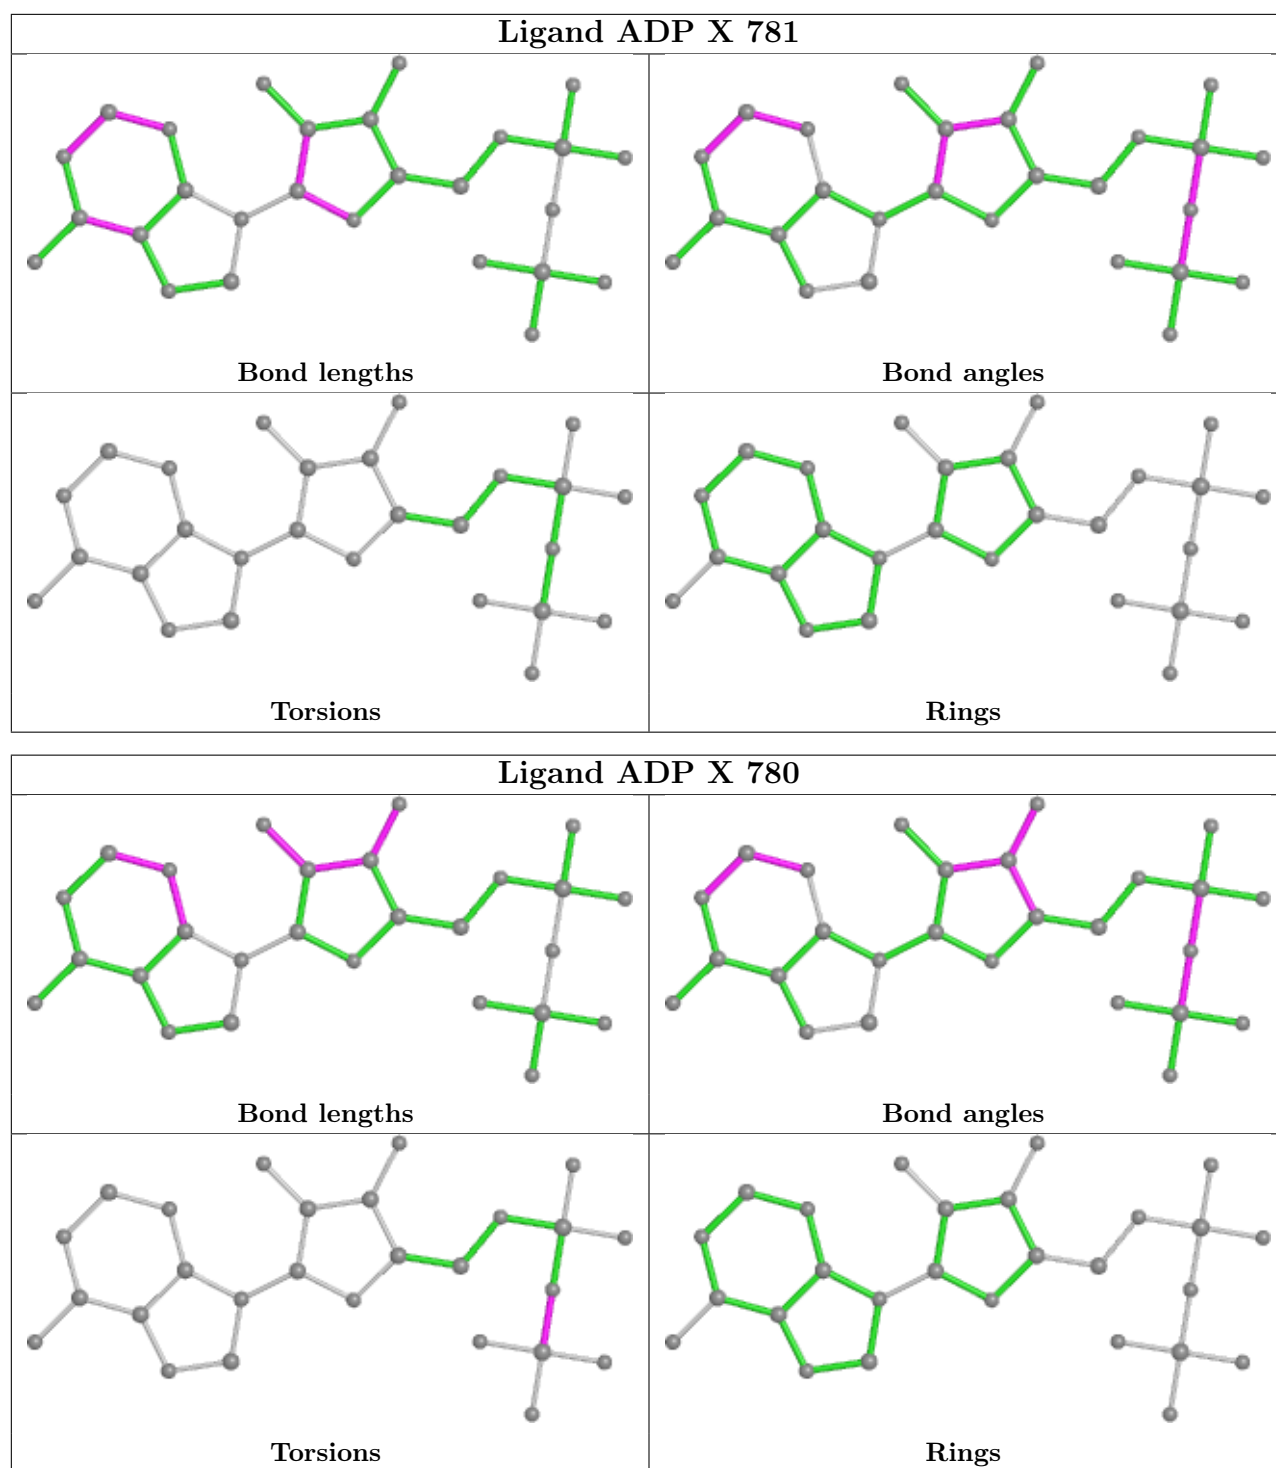 Ligand ADP X 781
Bond lengths
Bond angles
Torsions
Rings
Ligand ADP X 780
Bond lengths
Bond angles
Torsions
Rings